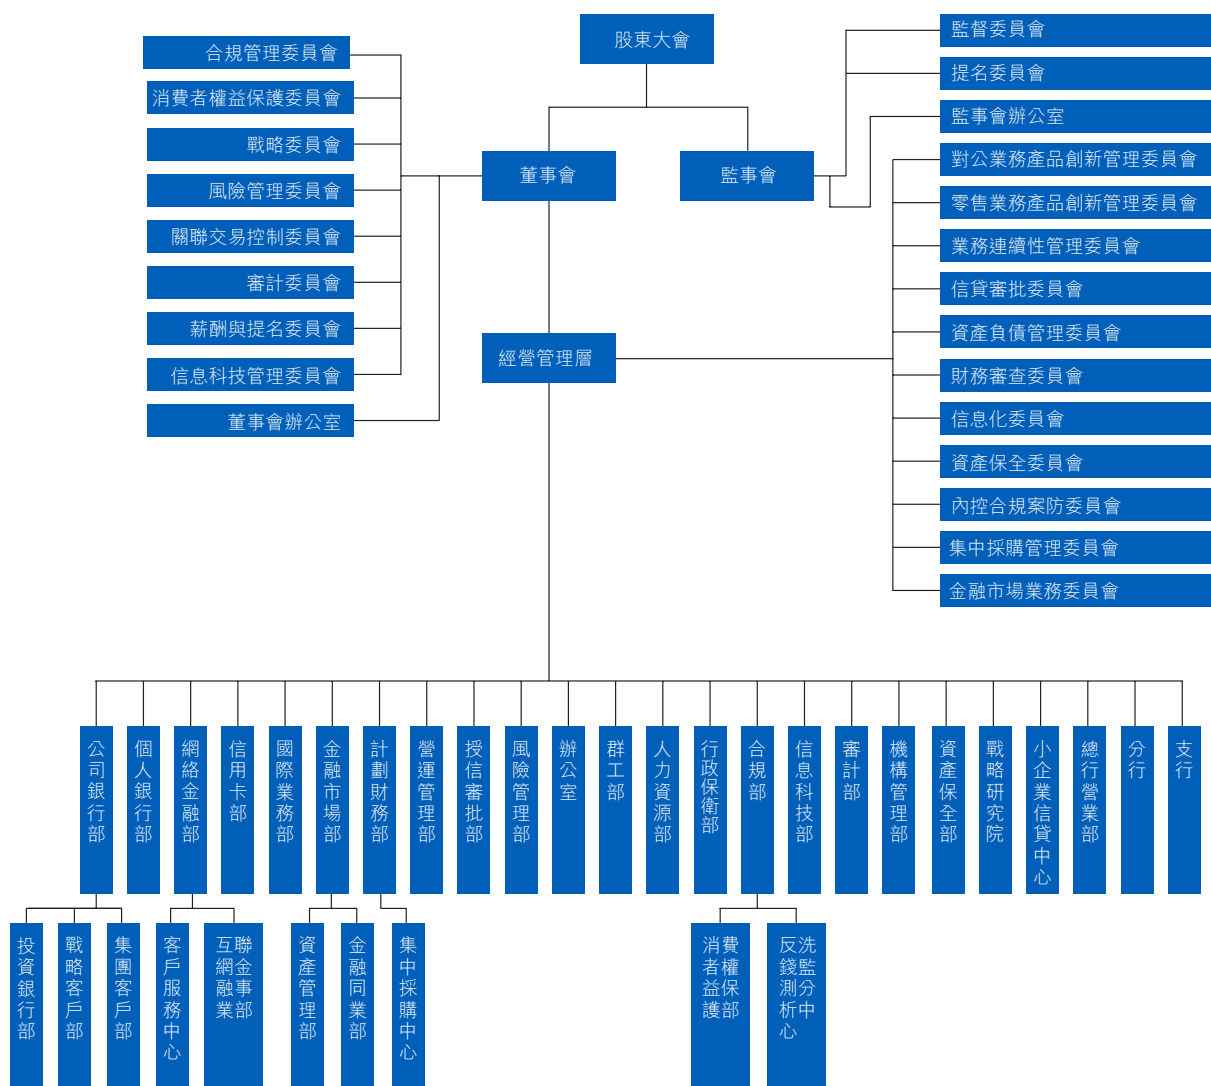 股東大會
董事會
監事會
經營管理層
合規管理委員會
消費者權益保護委員會
戰略委員會
風險管理委員會
關聯交易控制委員會
審計委員會
薪酬與提名委員會
信息科技管理委員會
董事會辦公室
監督委員會
提名委員會
監事會辦公室
對公業務產品創新管理委員會
零售業務產品創新管理委員會
業務連續性管理委員會
信貸審批委員會
資產負債管理委員會
財務審查委員會
信息化委員會
資產保全委員會
內控合規案防委員會
集中採購管理委員會
金融市場業務委員會
公司銀行部
個人銀行部
網絡金融部
信用卡部
國際業務部
金融市場部
計劃財務部
營運管理部
授信審批部
風險管理部
辦公室
群工部
人力資源部
行政保衛部
合規部
信息科技部
審計部
機構管理部
資產保全部
戰略研究院
小企業信貸中心
總行營業部
分行
支行
投資銀行部
戰略客戶部
集團客戶部
客戶服務中心
互聯
網金
融事
業部
資產管理部
金融同業部
集中採購中心
消費
者權
益保
護部
反洗
錢監
測分
析中
心